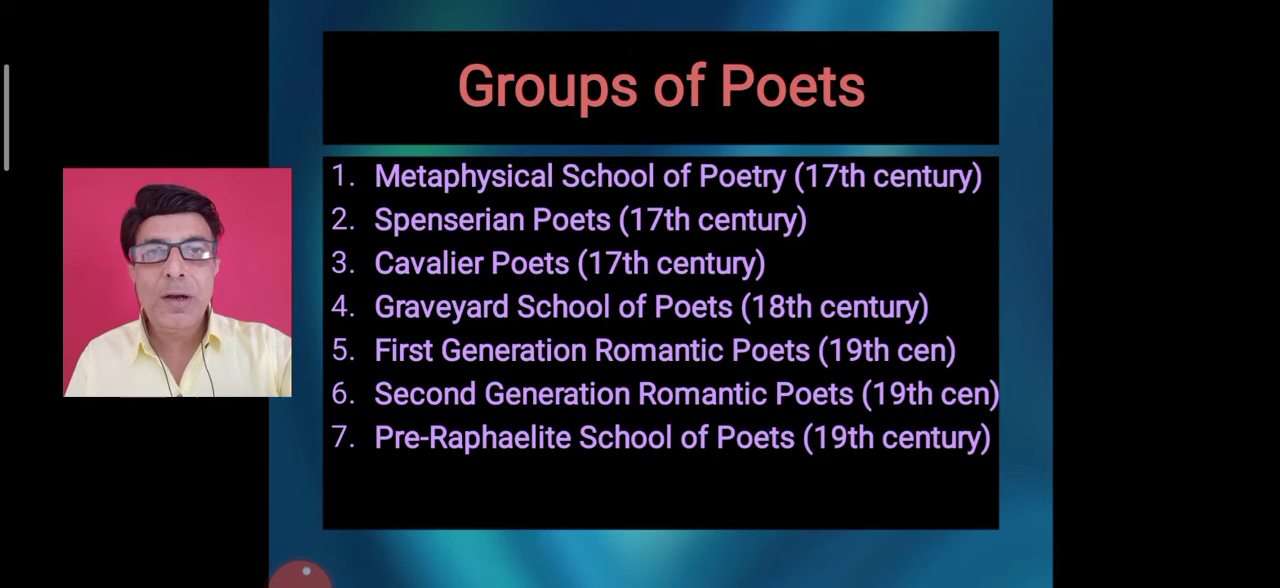 Groups of Poets
1. Metaphysical School of Poetry (17th century)
2. Spenserian Poets (17th century)
3. Cavalier Poets (17th century)
4. Graveyard School of Poets (18th century)
5. First Generation Romantic Poets (19th cen)
6. Second Generation Romantic Poets (19th cen)
7. Pre-Raphaelite School of Poets (19th century)